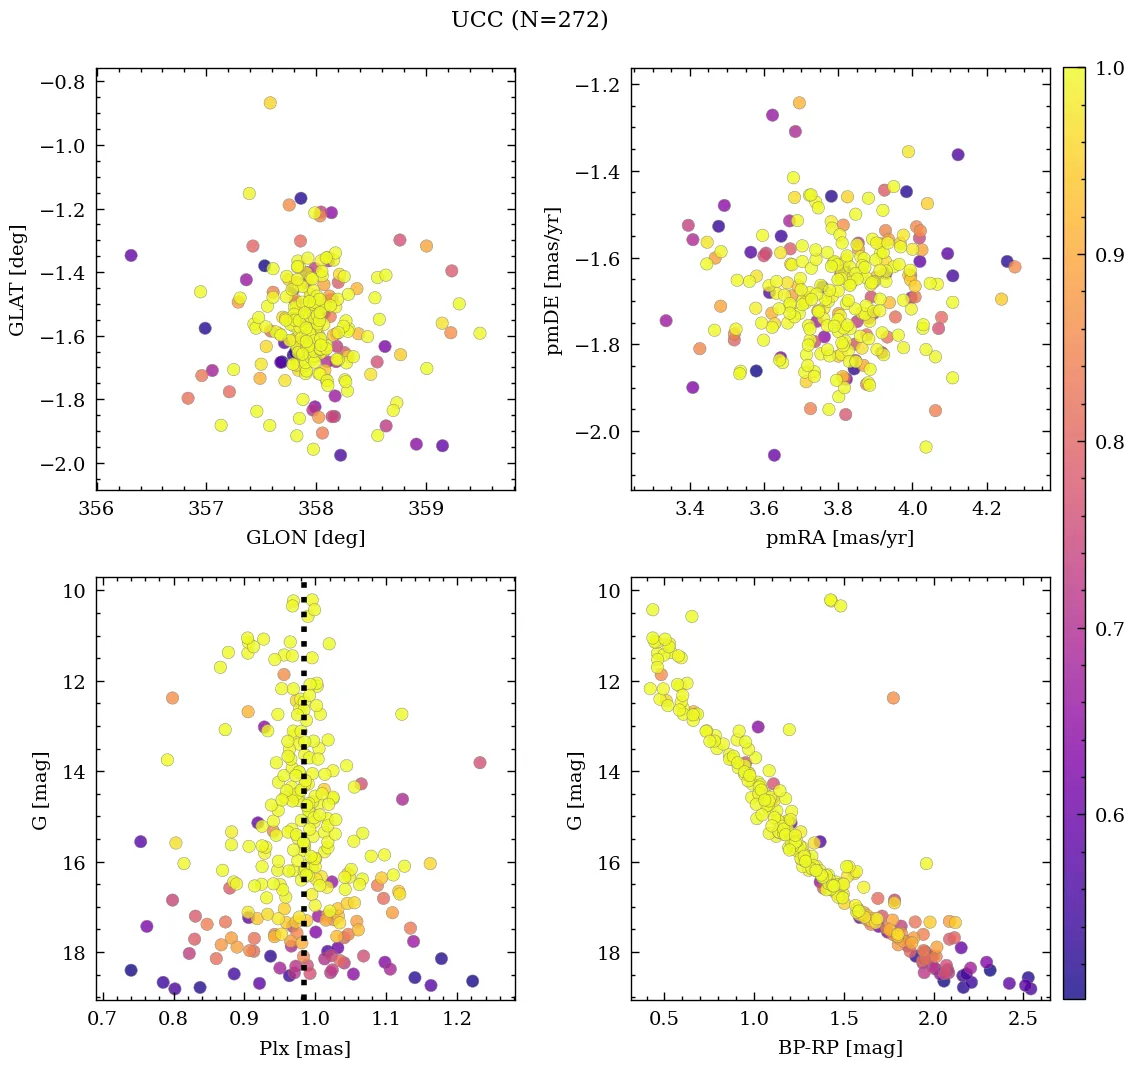 UCC (N=272)
−0.8
−1.0
−1.2
−1.4
−1.6
−1.8
−2.0
GLAT [deg]
356 357 358 359
GLON [deg]
−1.2
−1.4
−1.6
−1.8
−2.0
pmDE [mas/yr]
3.4 3.6 3.8 4.0 4.2
pmRA [mas/yr]
1.0
0.9
0.8
0.7
0.6
10
12
14
16
18
G [mag]
0.7 0.8 0.9 1.0 1.1 1.2
Plx [mas]
10
12
14
16
18
G [mag]
0.5 1.0 1.5 2.0 2.5
BP-RP [mag]